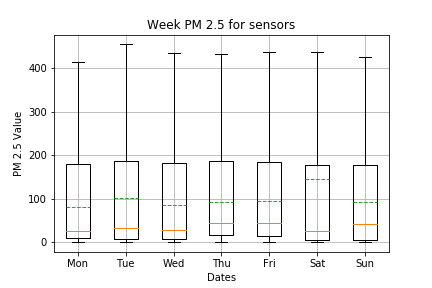 Week PM 2.5 for sensors
PM 2.5 Value
400
300
200
100
0
Mon Tue Wed Thu Fri Sat Sun
Dates